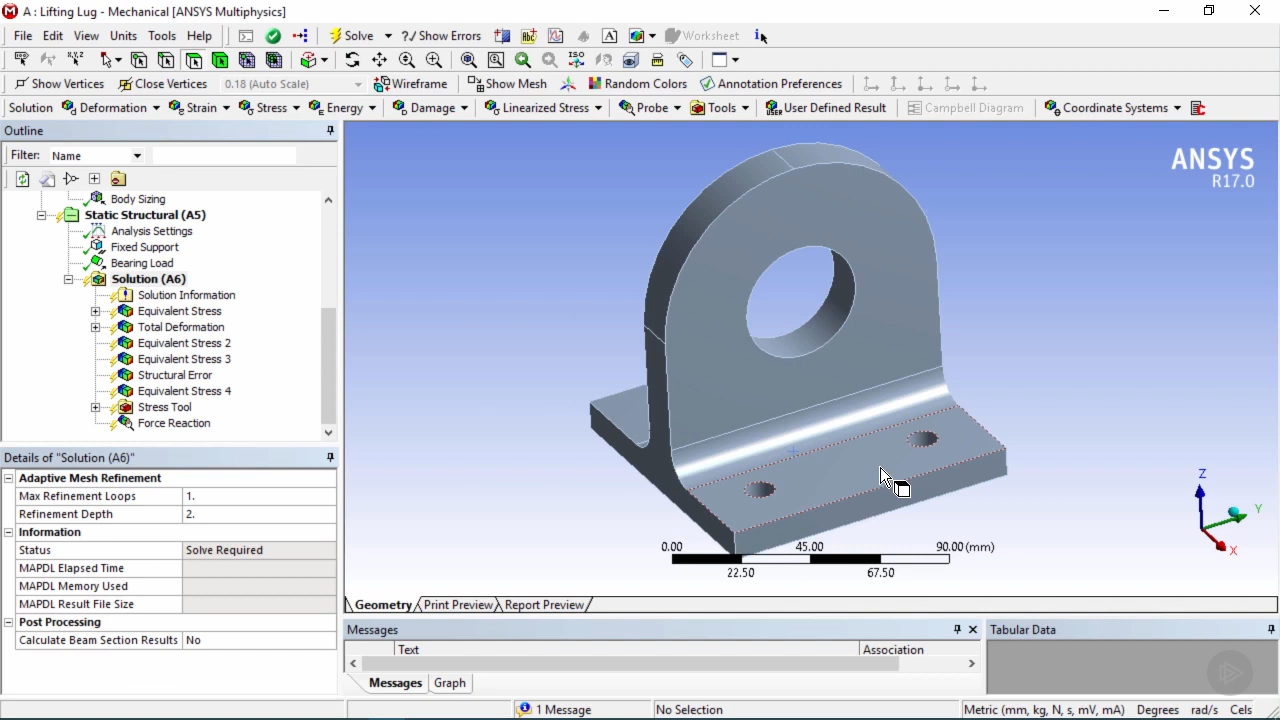 A : Lifting Lug - Mechanical [ANSYS Multiphysics]
File Edit View Units Tools Help Solve ?/ Show Errors Worksheet
Show Vertices Close Vertices 0.18 (Auto Scale) Wireframe Show Mesh Random Colors Annotation Preferences
Solution Deformation Strain Stress Energy Damage Linearized Stress Probe Tools User Defined Result Campbell Diagram Coordinate Systems
Outline
Filter: Name
Body Sizing
Static Structural (A5)
Analysis Settings
Fixed Support
Bearing Load
Solution (A6)
Solution Information
Equivalent Stress
Total Deformation
Equivalent Stress 2
Equivalent Stress 3
Structural Error
Equivalent Stress 4
Stress Tool
Force Reaction
Details of "Solution (A6)"
Adaptive Mesh Refinement
Max Refinement Loops 1.
Refinement Depth 2.
Information
Status Solve Required
MAPDL Elapsed Time
MAPDL Memory Used
MAPDL Result File Size
Post Processing
Calculate Beam Section Results No
ANSYS
R17.0
Z
Y
X
0.00 45.00 90.00 (mm)
22.50 67.50
Geometry Print Preview Report Preview
Messages
Text Association
Messages Graph
Tabular Data
1 Message No Selection Metric (mm, kg, N, s, mV, mA) Degrees rad/s Cels